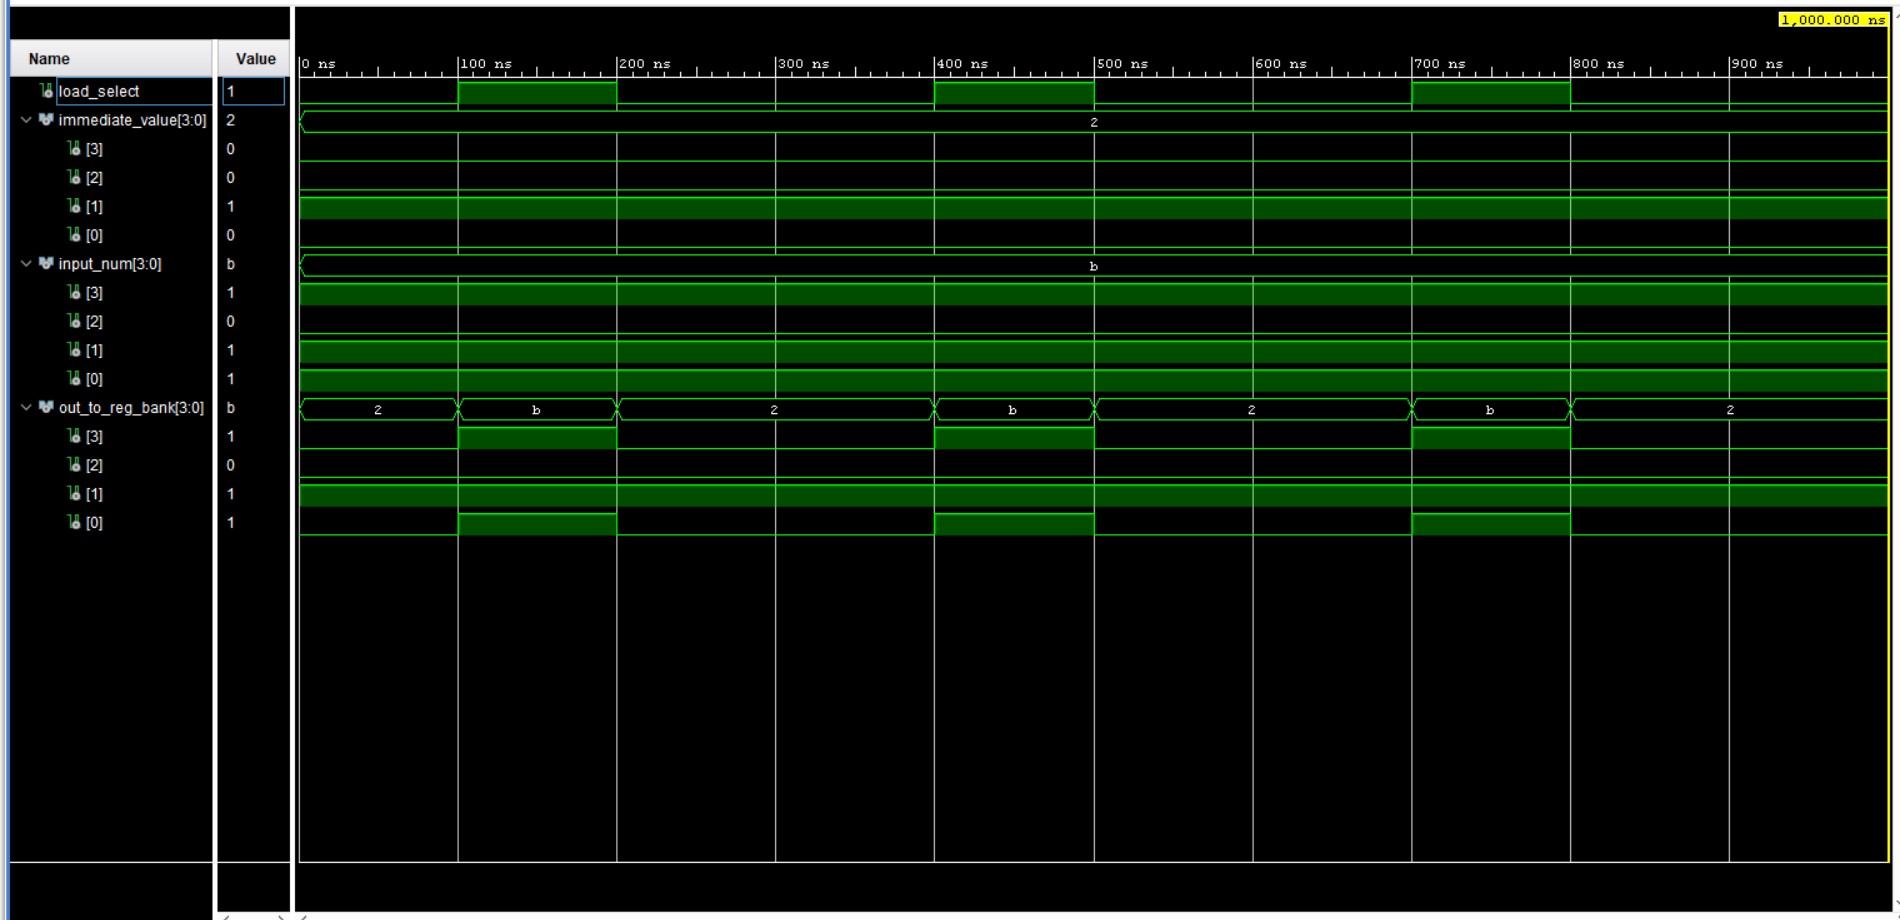 1,000.000 ns
Name Value 0 ns 100 ns 200 ns 300 ns 400 ns 500 ns 600 ns 700 ns 800 ns 900 ns
load_select 1
immediate_value[3:0] 2 2
[3] 0
[2] 0
[1] 1
[0] 0
input_num[3:0] b b
[3] 1
[2] 0
[1] 1
[0] 1
out_to_reg_bank[3:0] b 2 b 2 b 2 b 2
[3] 1
[2] 0
[1] 1
[0] 1